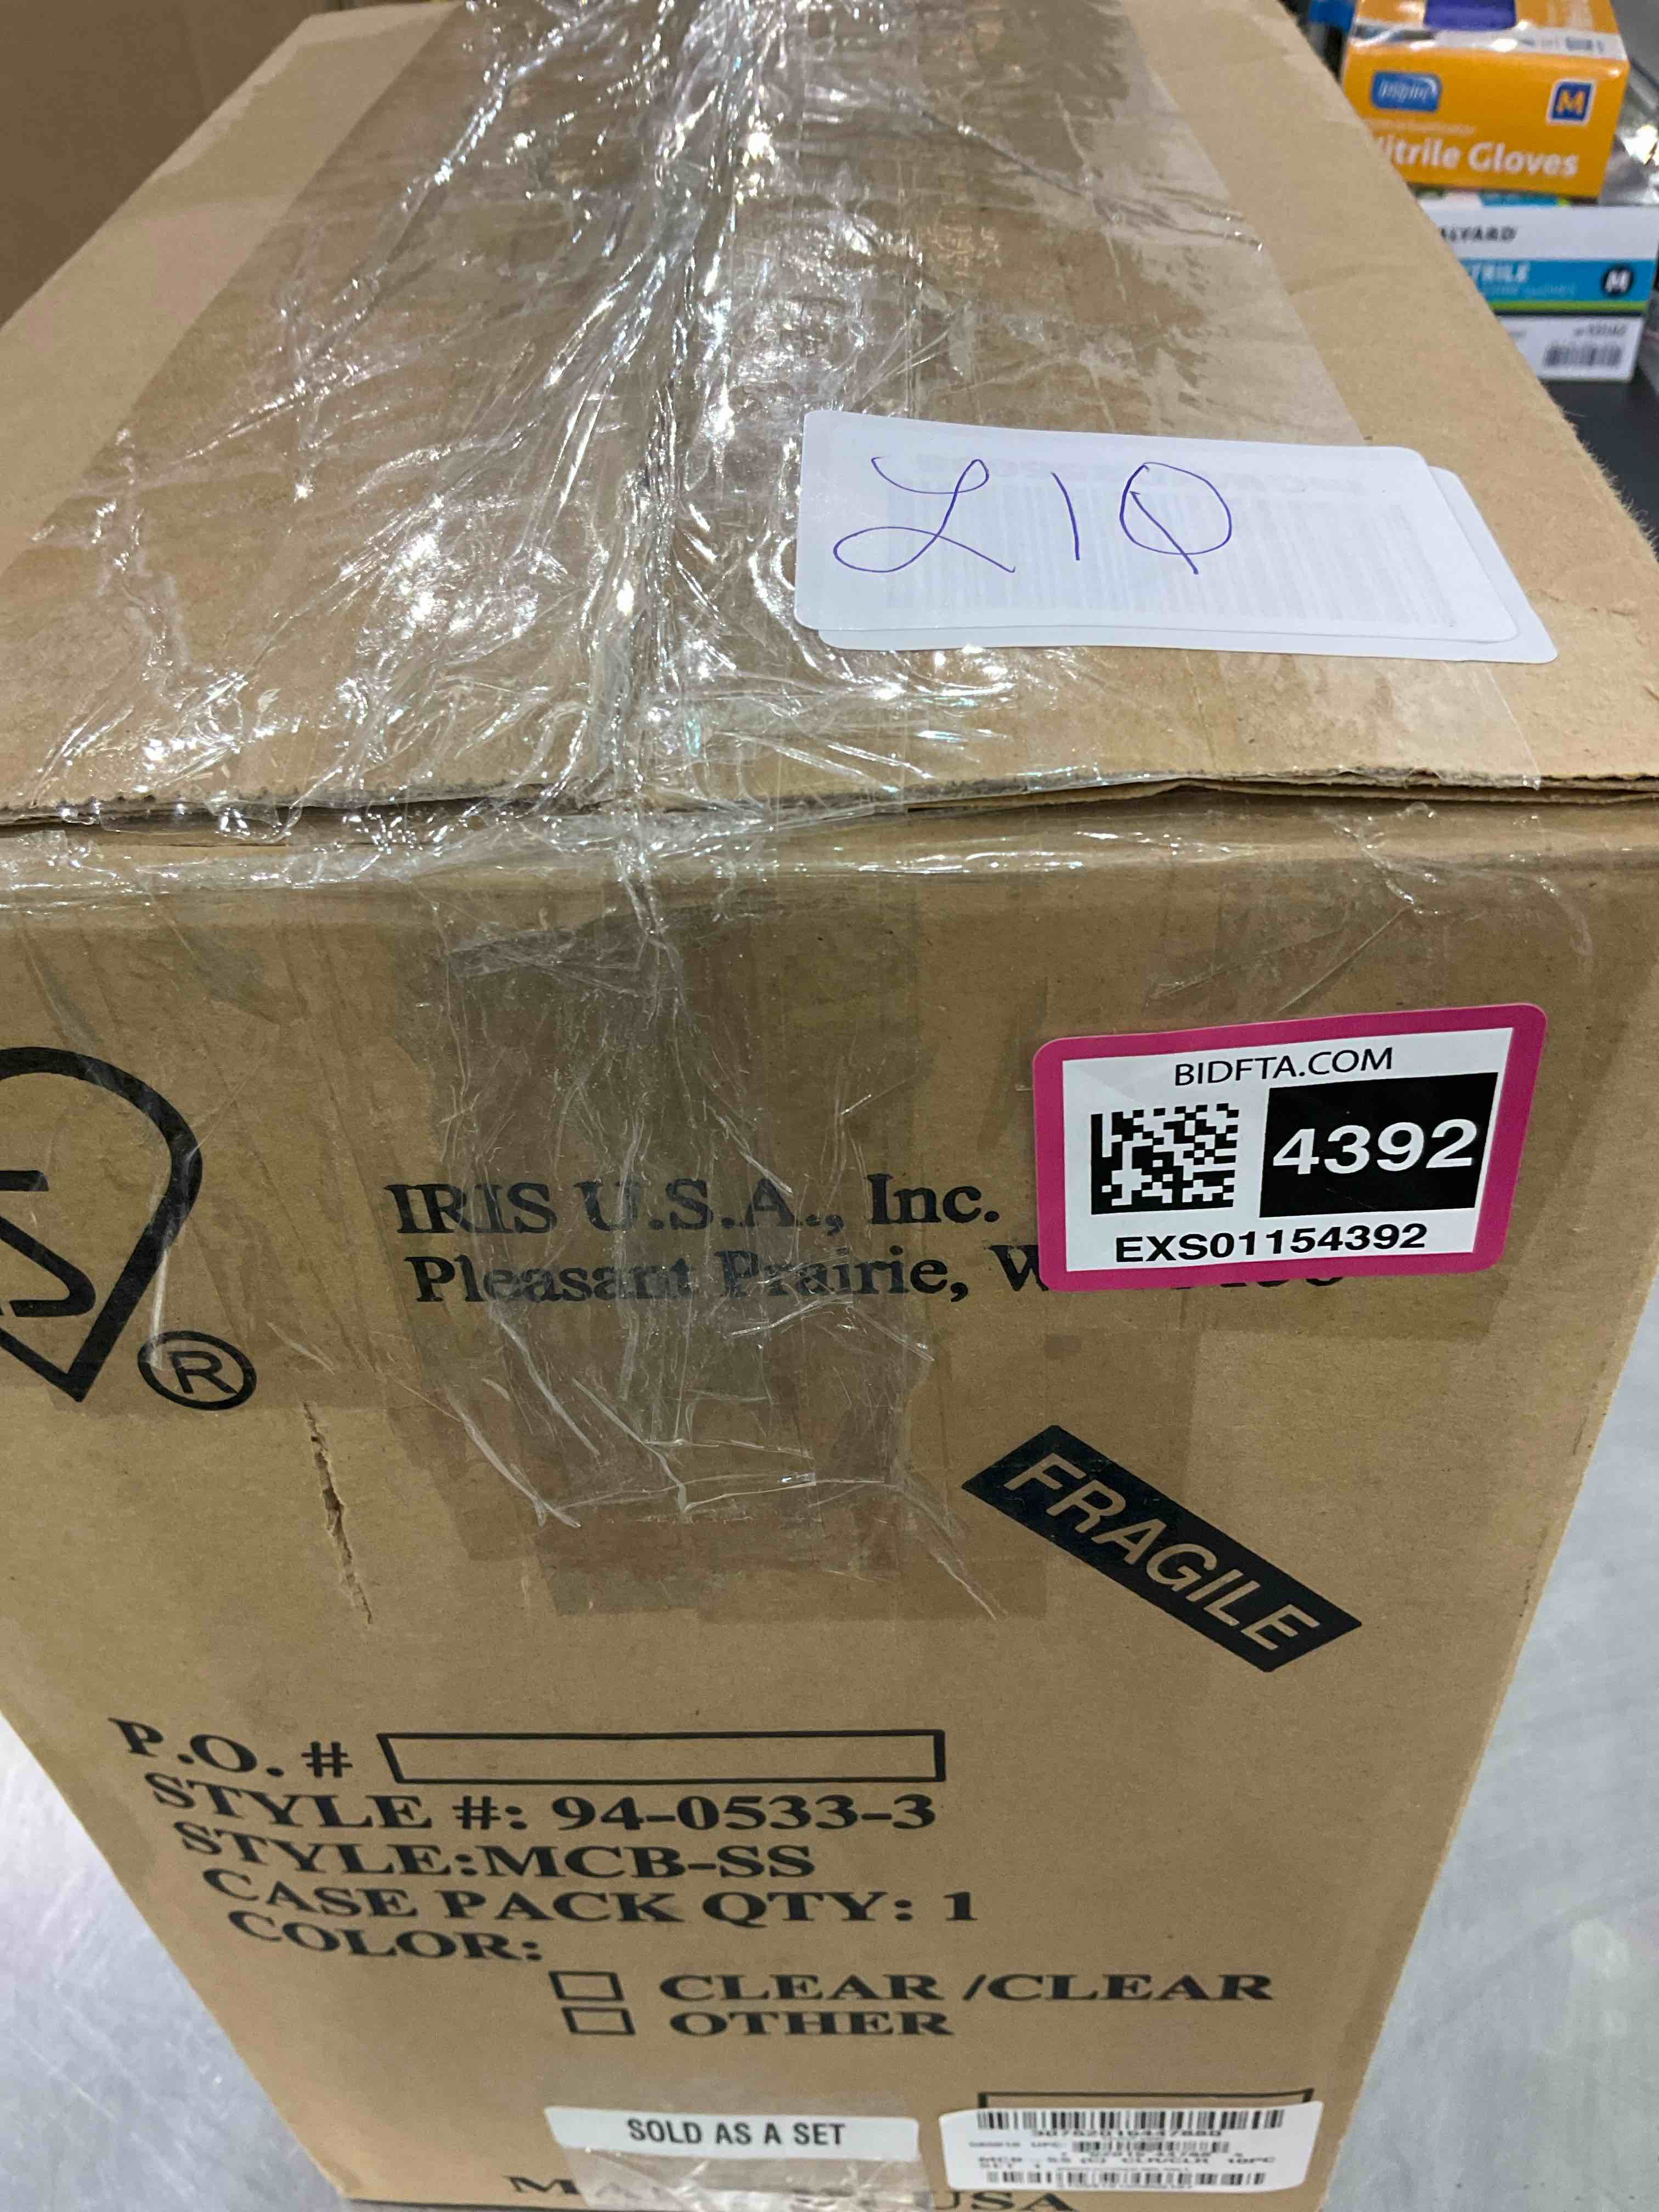 Nitrile Gloves
M
M
L1Q
BIDFTA.COM
4392
EXS01154392
IRIS U.S.A., Inc.
Pleasant Prairie,
®
FRAGILE
P.O. #
STYLE #: 94-0533-3
STYLE:MCB-SS
CASE PACK QTY: 1
COLOR:
CLEAR /CLEAR
OTHER
SOLD AS A SET
USA